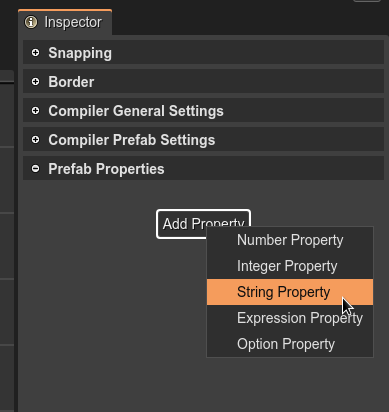 Inspector
Snapping
Border
Compiler General Settings
Compiler Prefab Settings
Prefab Properties
Add Property
Number Property
Integer Property
String Property
Expression Property
Option Property